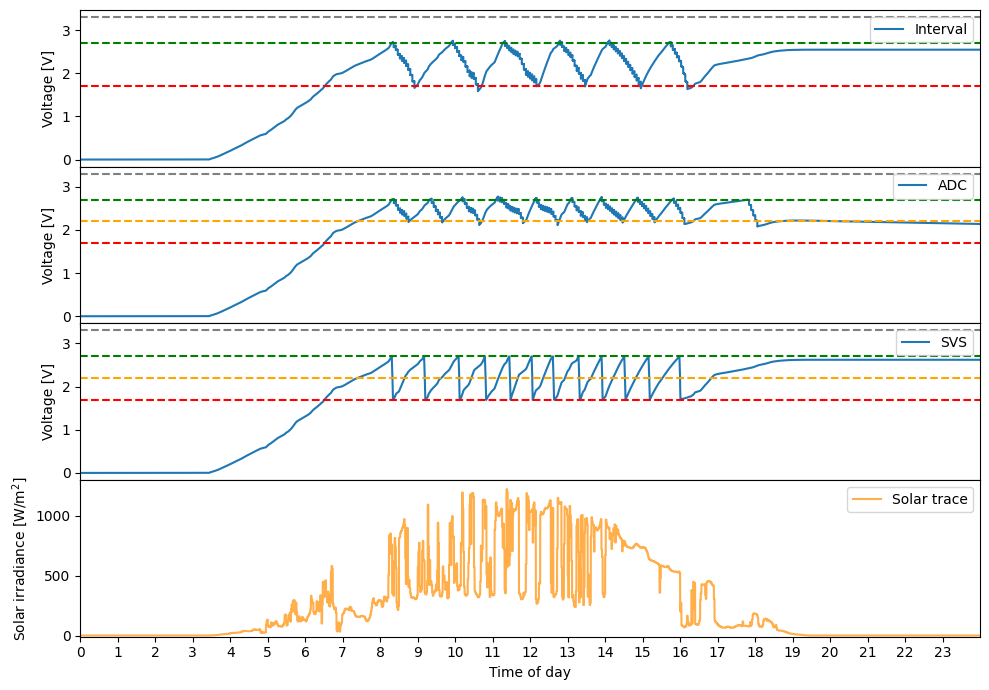 Voltage [V]
3
2
1
0
Interval
Voltage [V]
3
2
1
0
ADC
Voltage [V]
3
2
1
0
SVS
Solar irradiance [W/m²]
1000
500
0
Solar trace
0 1 2 3 4 5 6 7 8 9 10 11 12 13 14 15 16 17 18 19 20 21 22 23
Time of day